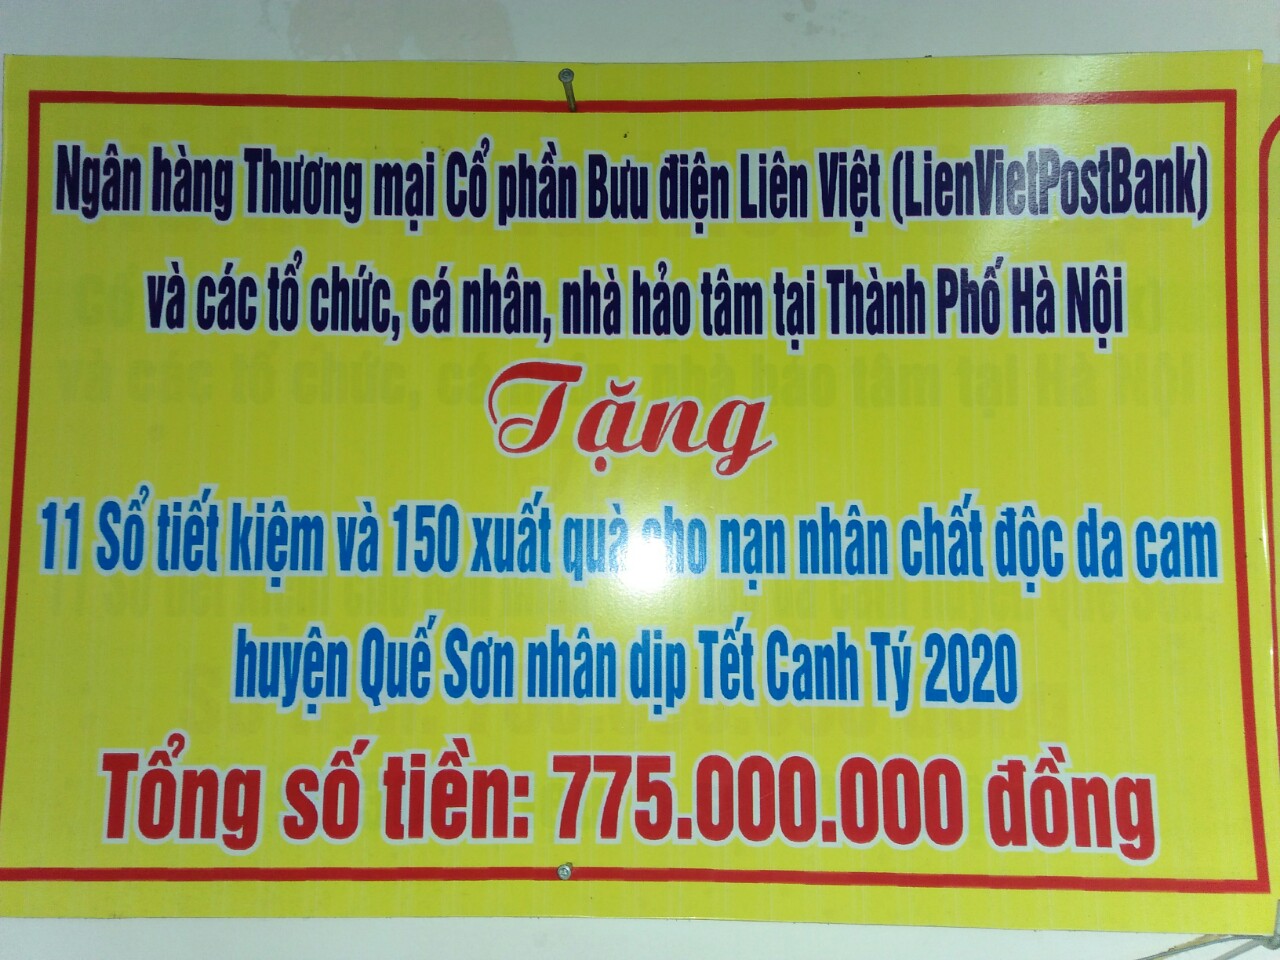 Ngân hàng Thương mại Cổ phần Bưu điện Liên Việt (LienVietPostBank)
và các tổ chức, cá nhân, nhà hảo tâm tại Thành Phố Hà Nội
Tặng
11 Sổ tiết kiệm và 150 xuất quà cho nạn nhân chất độc da cam
huyện Quế Sơn nhân dịp Tết Canh Tý 2020
Tổng số tiền: 775.000.000 đồng